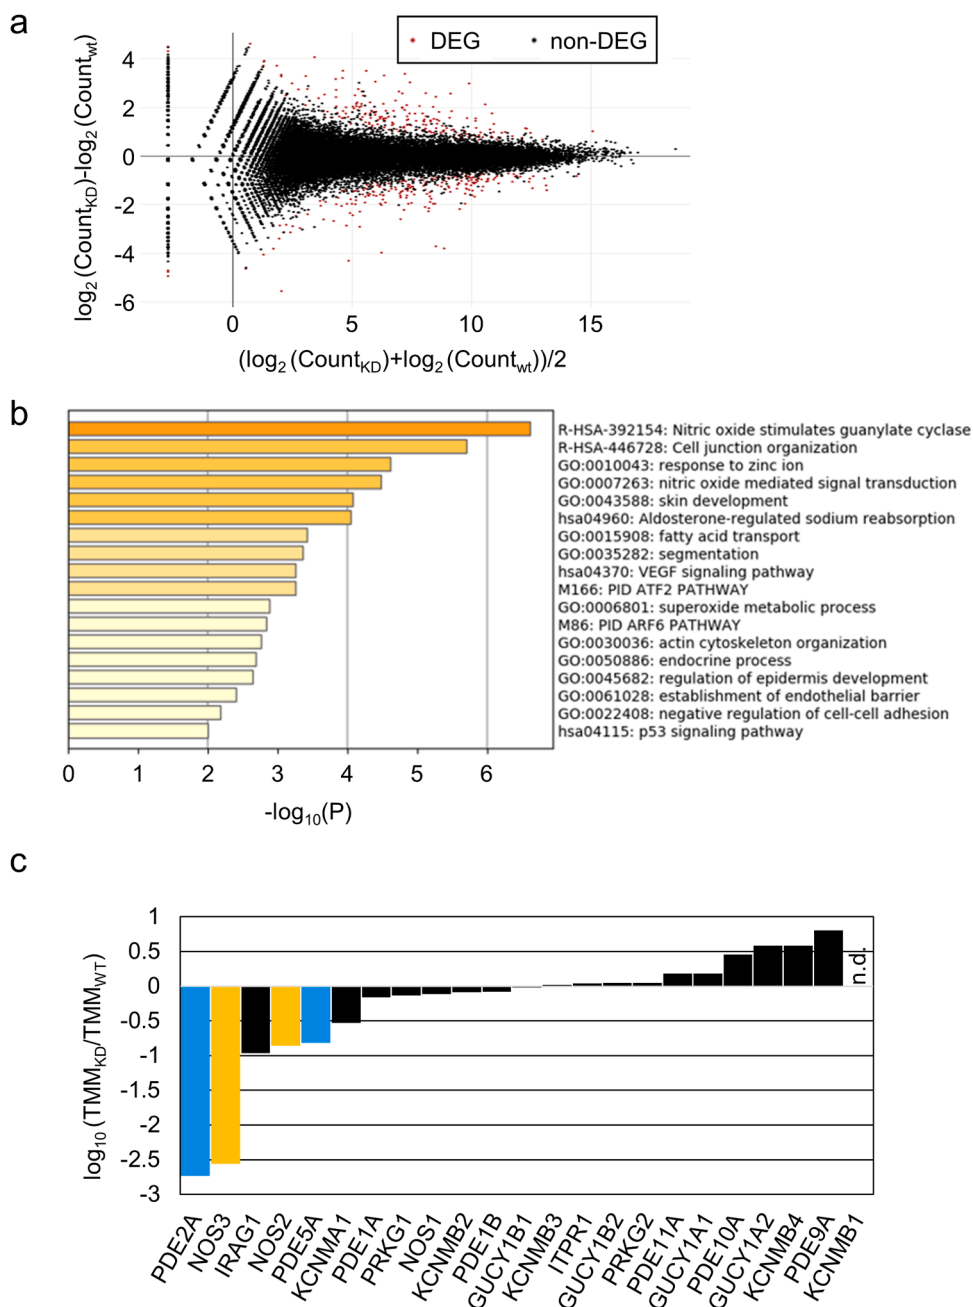 a
DEG
non-DEG
log2(CountKD)-log2(Countwt)
4
2
0
-2
-4
-6
0
5
10
15
(log2(CountKD)+log2(Countwt))/2
b
R-HSA-392154: Nitric oxide stimulates guanylate cyclase
R-HSA-446728: Cell junction organization
GO:0010043: response to zinc ion
GO:0007263: nitric oxide mediated signal transduction
GO:0043588: skin development
hsa04960: Aldosterone-regulated sodium reabsorption
GO:0015908: fatty acid transport
GO:0035282: segmentation
hsa04370: VEGF signaling pathway
M166: PID ATF2 PATHWAY
GO:0006801: superoxide metabolic process
M86: PID ARF6 PATHWAY
GO:0030036: actin cytoskeleton organization
GO:0050886: endocrine process
GO:0045682: regulation of epidermis development
GO:0061028: establishment of endothelial barrier
GO:0022408: negative regulation of cell-cell adhesion
hsa04115: p53 signaling pathway
0
1
2
3
4
5
6
-log10(P)
c
log10(TMMKD/TMMWT)
1
0.5
0
-0.5
-1
-1.5
-2
-2.5
-3
n.d.
PDE2A
NOS3
IRAG1
NOS2
PDE5A
KCNMA1
PDE1A
PRKG1
NOS1
KCNMB2
PDE1B
GUCY1B1
KCNMB3
ITPR1
GUCY1B2
PRKG2
PDE11A
GUCY1A1
PDE10A
GUCY1A2
KCNMB4
PDE9A
KCNMB1